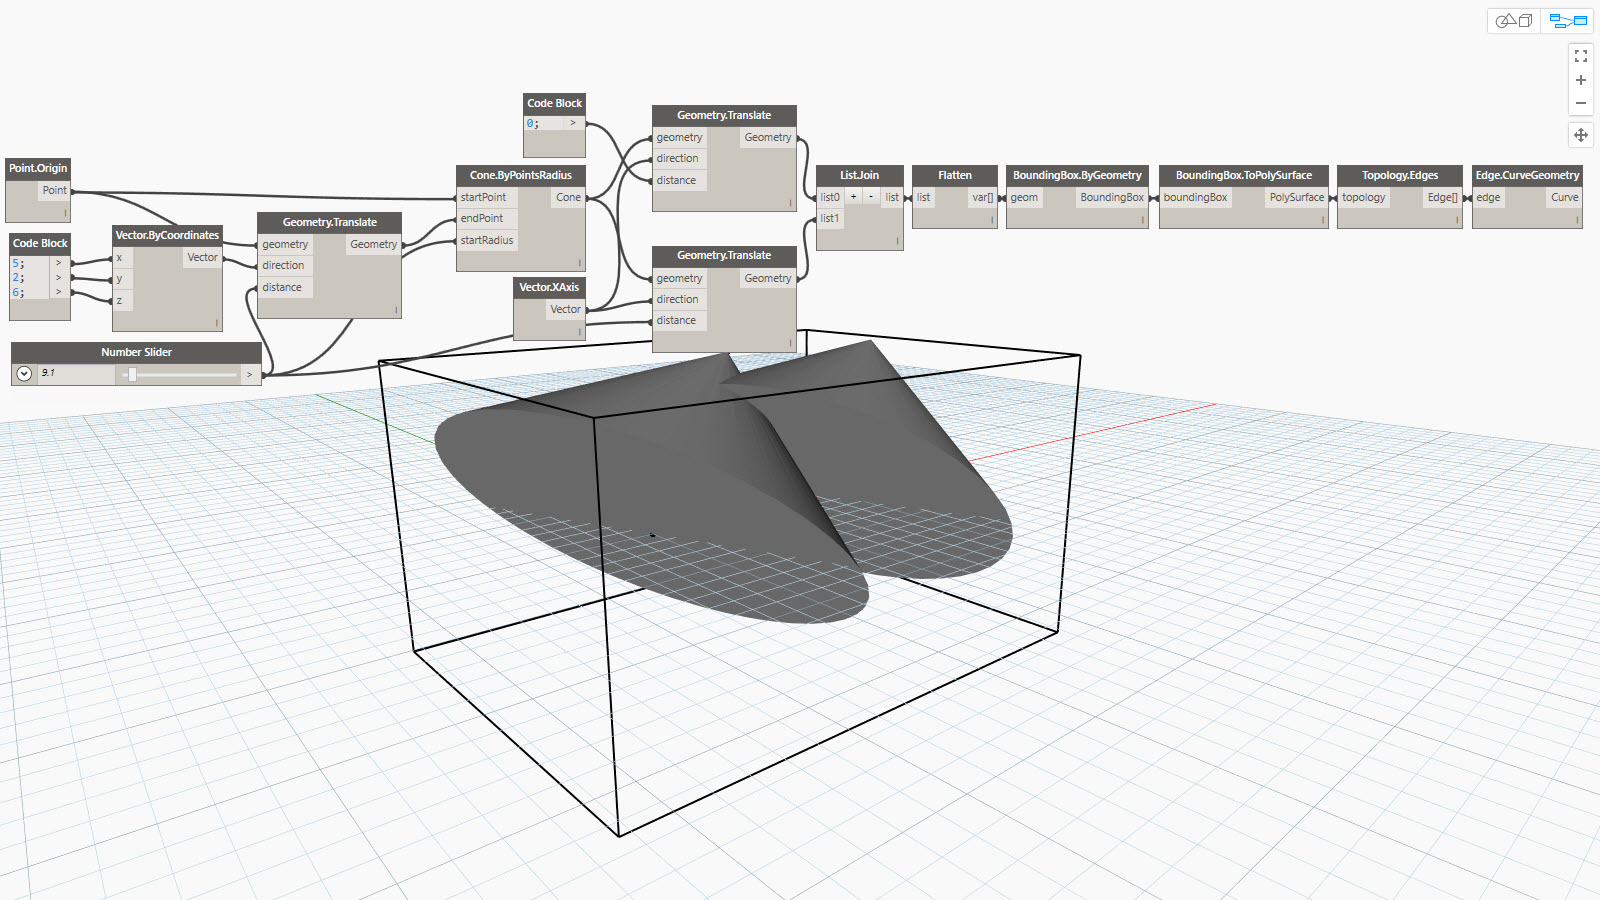 Point.Origin
Point
Code Block
5; >
2; >
6; >
Vector.ByCoordinates
x Vector
y
z
Number Slider
9.1 >
Geometry.Translate
geometry Geometry
direction
distance
Code Block
0; >
Cone.ByPointsRadius
startPoint Cone
endPoint
startRadius
Vector.XAxis
Vector
Geometry.Translate
geometry Geometry
direction
distance
Geometry.Translate
geometry Geometry
direction
distance
List.Join
list0 + - list
list1
Flatten
list var[]
BoundingBox.ByGeometry
geom BoundingBox
BoundingBox.ToPolySurface
boundingBox PolySurface
Topology.Edges
topology Edge[]
Edge.CurveGeometry
edge Curve